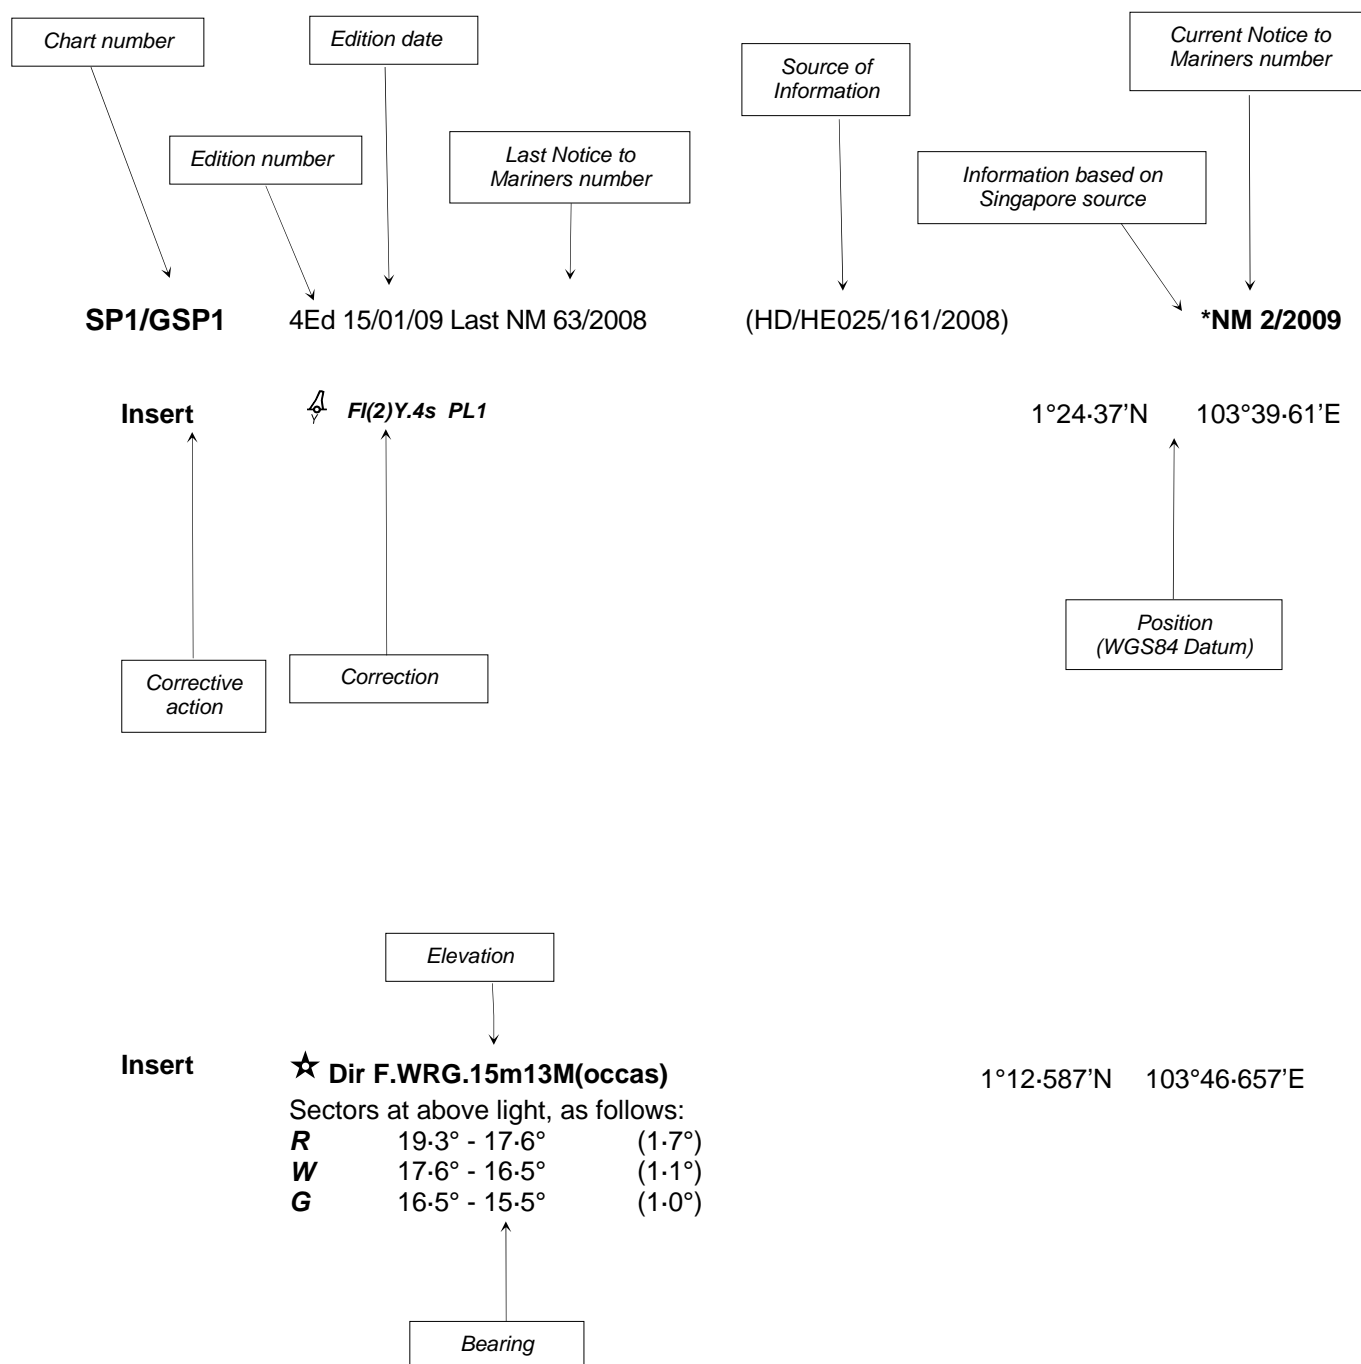 Chart number
Edition date
Current Notice to
Mariners number
Source of
Information
Edition number
Last Notice to
Mariners number
Information based on
Singapore source
SP1/GSP1 4Ed 15/01/09 Last NM 63/2008 (HD/HE025/161/2008) *NM 2/2009
Insert Y Fl(2)Y.4s PL1 1°24·37’N 103°39·61’E
Position
(WGS84 Datum)
Corrective
action
Correction
Elevation
Insert Dir F.WRG.15m13M(occas) 1°12·587’N 103°46·657’E
Sectors at above light, as follows:
R 19·3° - 17·6° (1·7°)
W 17·6° - 16·5° (1·1°)
G 16·5° - 15·5° (1·0°)
Bearing